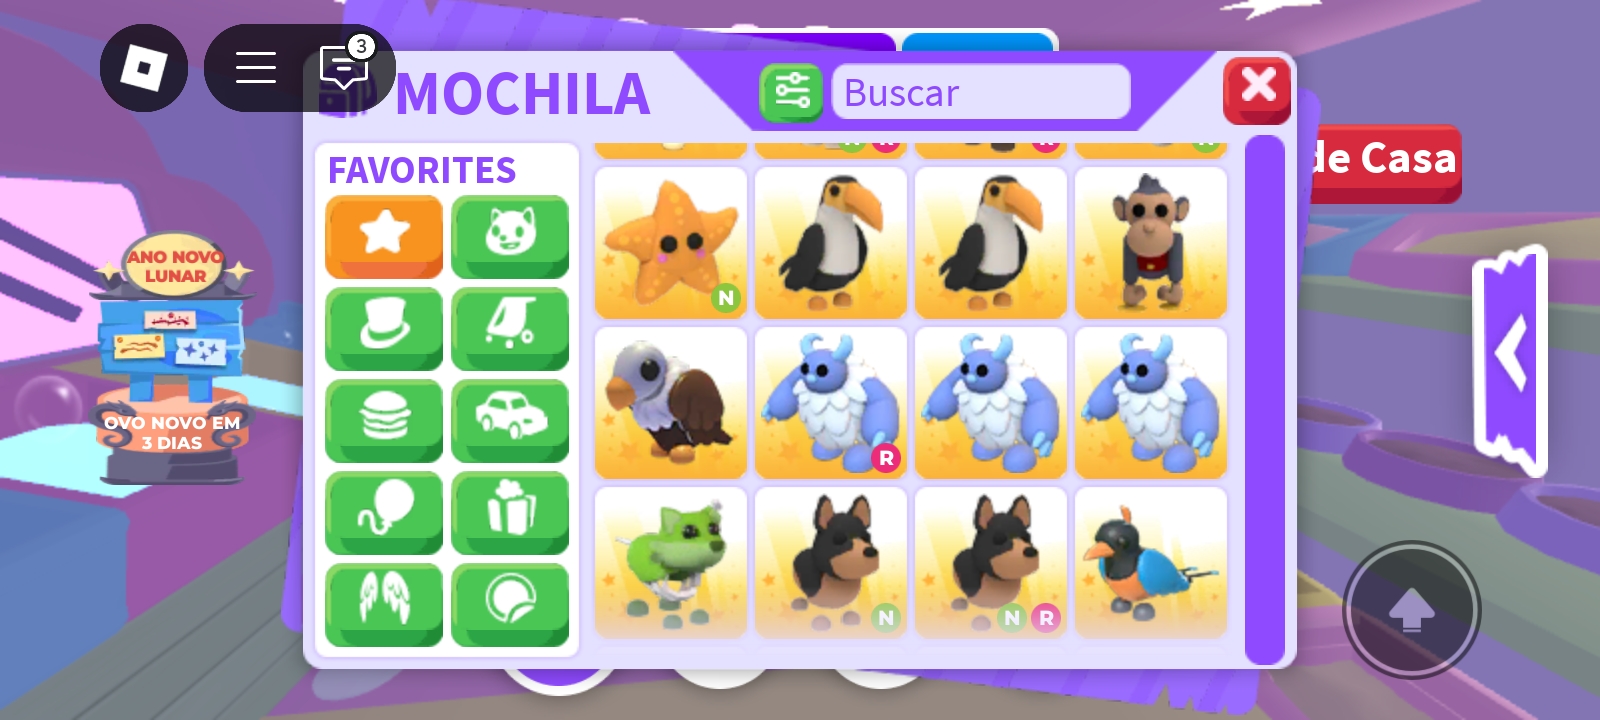 3
MOCHILA
Buscar
FAVORITES
de Casa
ANO NOVO
LUNAR
OVO NOVO EM
3 DIAS
N
R
N
N R